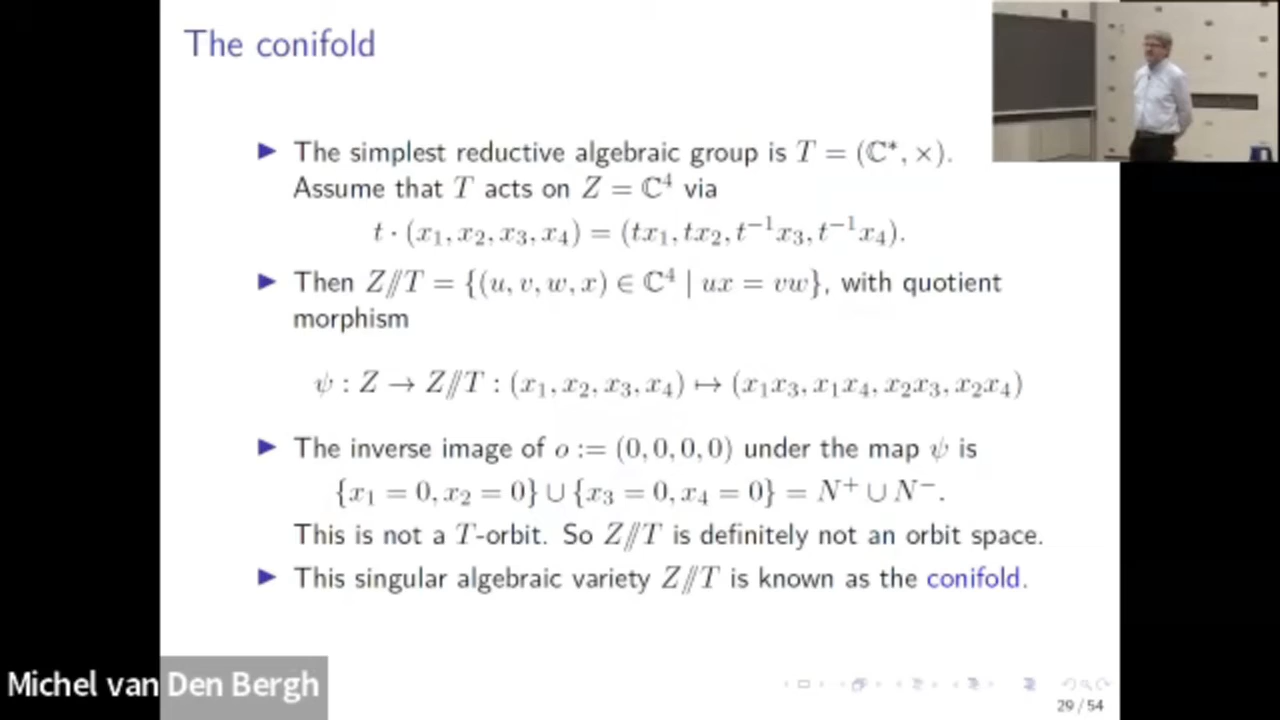 The conifold
▶ The simplest reductive algebraic group is T = (ℂ*, ×).
Assume that T acts on Z = ℂ⁴ via
t · (x₁, x₂, x₃, x₄) = (tx₁, tx₂, t⁻¹x₃, t⁻¹x₄).
▶ Then Z//T = {(u, v, w, x) ∈ ℂ⁴ | ux = vw}, with quotient
morphism
ψ : Z → Z//T : (x₁, x₂, x₃, x₄) ↦ (x₁x₃, x₁x₄, x₂x₃, x₂x₄)
▶ The inverse image of o := (0, 0, 0, 0) under the map ψ is
{x₁ = 0, x₂ = 0} ∪ {x₃ = 0, x₄ = 0} = N⁺ ∪ N⁻.
This is not a T-orbit. So Z//T is definitely not an orbit space.
▶ This singular algebraic variety Z//T is known as the conifold.
Michel van Den Bergh
29 / 54